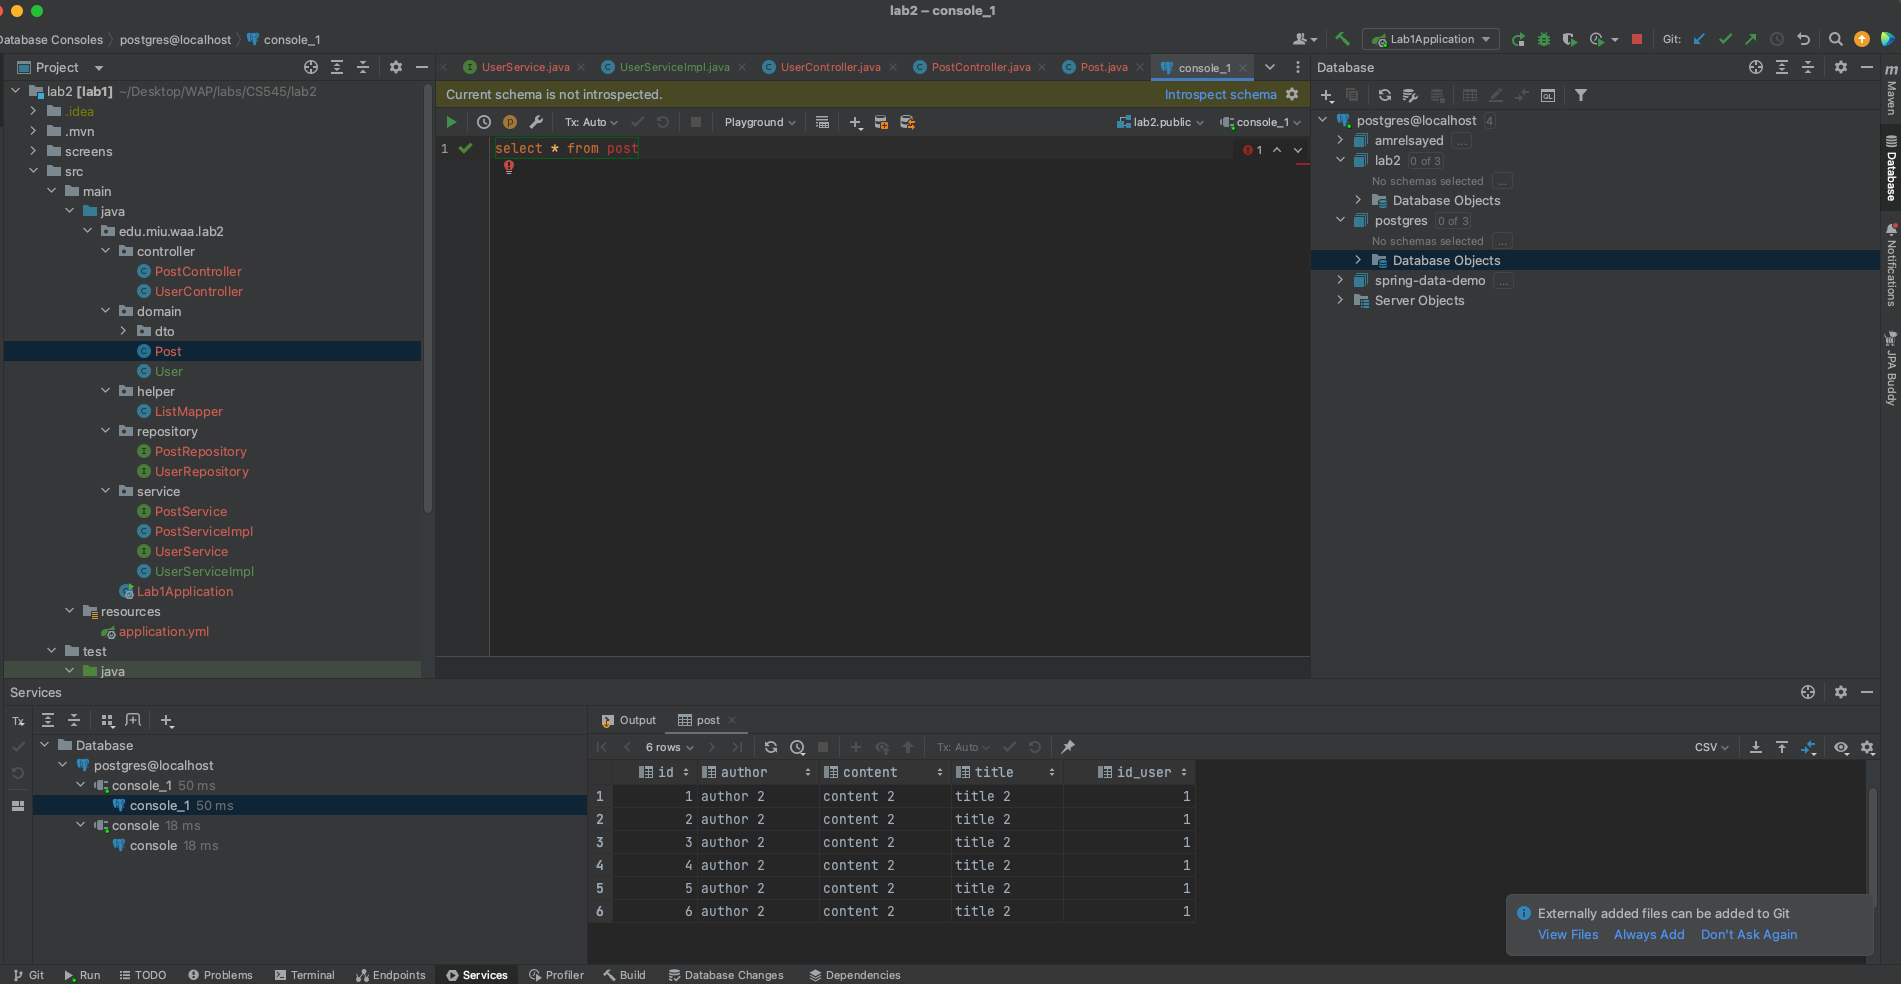 lab2 – console_1
Database Consoles
postgres@localhost
console_1
Lab1Application
Git:
Project
UserService.java
UserServiceImpl.java
UserController.java
PostController.java
Post.java
console_1
Database
lab2 [lab1] ~/Desktop/WAP/labs/CS545/lab2
.idea
.mvn
screens
src
main
java
edu.miu.waa.lab2
controller
PostController
UserController
domain
dto
Post
User
helper
ListMapper
repository
PostRepository
UserRepository
service
PostService
PostServiceImpl
UserService
UserServiceImpl
Lab1Application
resources
application.yml
test
java
Current schema is not introspected.
Introspect schema
Tx: Auto
Playground
lab2.public
console_1
1
select * from post
1
postgres@localhost 4
amrelsayed ...
lab2 0 of 3
No schemas selected ...
Database Objects
postgres 0 of 3
No schemas selected ...
Database Objects
spring-data-demo ...
Server Objects
Maven
Database
Notifications
JPA Buddy
Services
Tx
Database
postgres@localhost
console_1 50 ms
console_1 50 ms
console 18 ms
console 18 ms
Output
post
6 rows
Tx: Auto
CSV
id author content title id_user
1 1 author 2 content 2 title 2 1
2 2 author 2 content 2 title 2 1
3 3 author 2 content 2 title 2 1
4 4 author 2 content 2 title 2 1
5 5 author 2 content 2 title 2 1
6 6 author 2 content 2 title 2 1
Externally added files can be added to Git
View Files Always Add Don't Ask Again
Git
Run
TODO
Problems
Terminal
Endpoints
Services
Profiler
Build
Database Changes
Dependencies